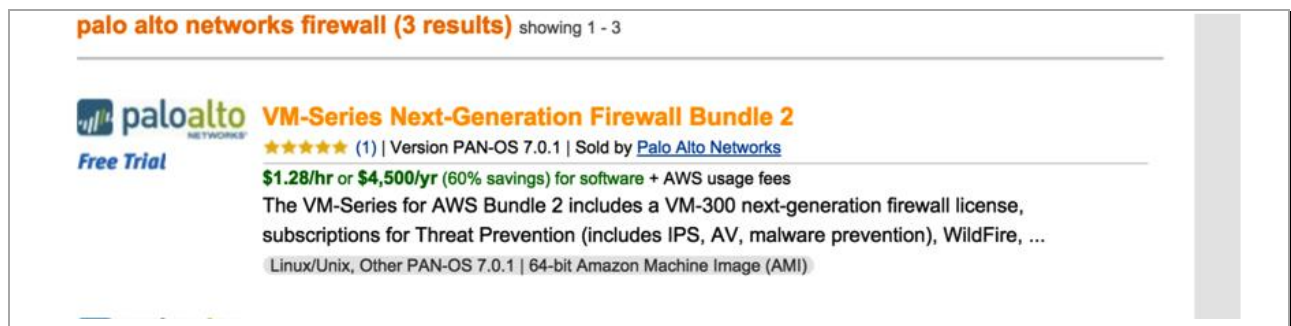 palo alto networks firewall (3 results) showing 1 - 3
paloalto
NETWORKS
Free Trial
VM-Series Next-Generation Firewall Bundle 2
★★★★★ (1) | Version PAN-OS 7.0.1 | Sold by Palo Alto Networks
$1.28/hr or $4,500/yr (60% savings) for software + AWS usage fees
The VM-Series for AWS Bundle 2 includes a VM-300 next-generation firewall license,
subscriptions for Threat Prevention (includes IPS, AV, malware prevention), WildFire, ...
Linux/Unix, Other PAN-OS 7.0.1 | 64-bit Amazon Machine Image (AMI)